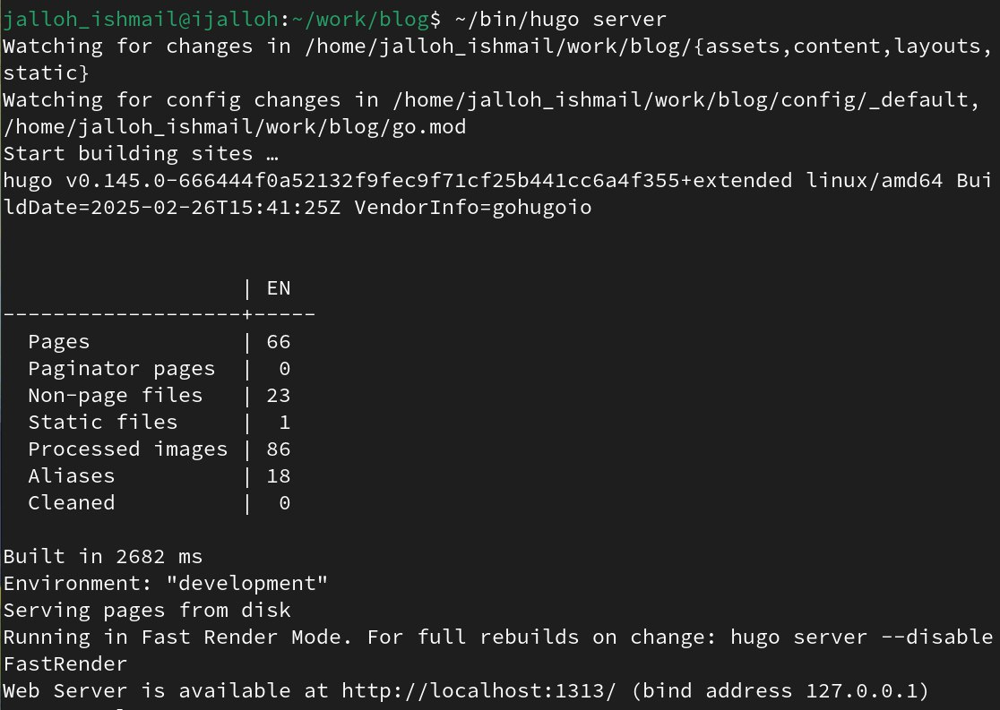 jalloh_ishmail@ijalloh:~/work/blog$ ~/bin/hugo server
Watching for changes in /home/jalloh_ishmail/work/blog/{assets,content,layouts,
static}
Watching for config changes in /home/jalloh_ishmail/work/blog/config/_default,
/home/jalloh_ishmail/work/blog/go.mod
Start building sites …
hugo v0.145.0-666444f0a52132f9fec9f71cf25b441cc6a4f355+extended linux/amd64 Bui
ldDate=2025-02-26T15:41:25Z VendorInfo=gohugoio
                   | EN
-------------------+-----
  Pages            | 66
  Paginator pages  |  0
  Non-page files   | 23
  Static files     |  1
  Processed images | 86
  Aliases          | 18
  Cleaned          |  0
Built in 2682 ms
Environment: "development"
Serving pages from disk
Running in Fast Render Mode. For full rebuilds on change: hugo server --disable
FastRender
Web Server is available at http://localhost:1313/ (bind address 127.0.0.1)